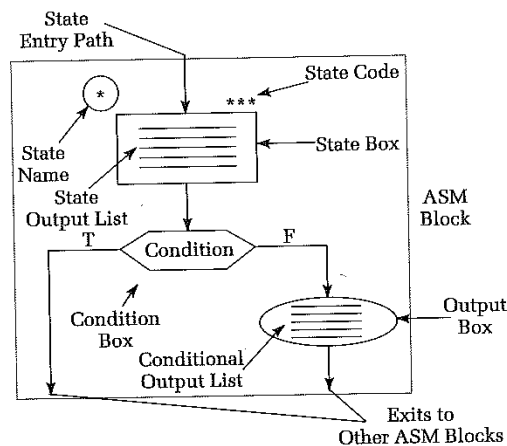 State
Entry Path
*
***
State Code
State
Name
State
Output List
State Box
ASM
Block
T
Condition
F
Condition
Box
Output
Box
Conditional
Output List
Exits to
Other ASM Blocks